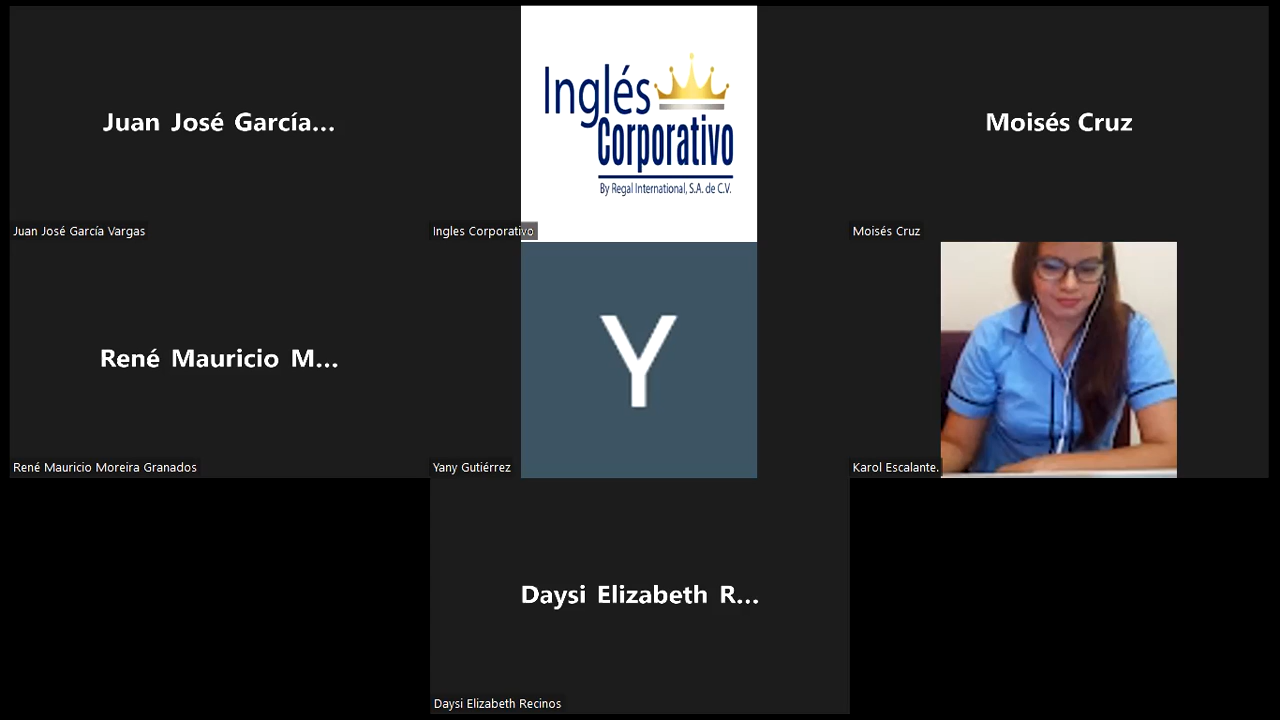 Juan José García...
Juan José García Vargas
Inglés
Corporativo
By Regal International, S.A. de C.V.
Ingles Corporativo
Moisés Cruz
Moisés Cruz
René Mauricio M...
René Mauricio Moreira Granados
Y
Yany Gutiérrez
Karol Escalante.
Daysi Elizabeth R...
Daysi Elizabeth Recinos